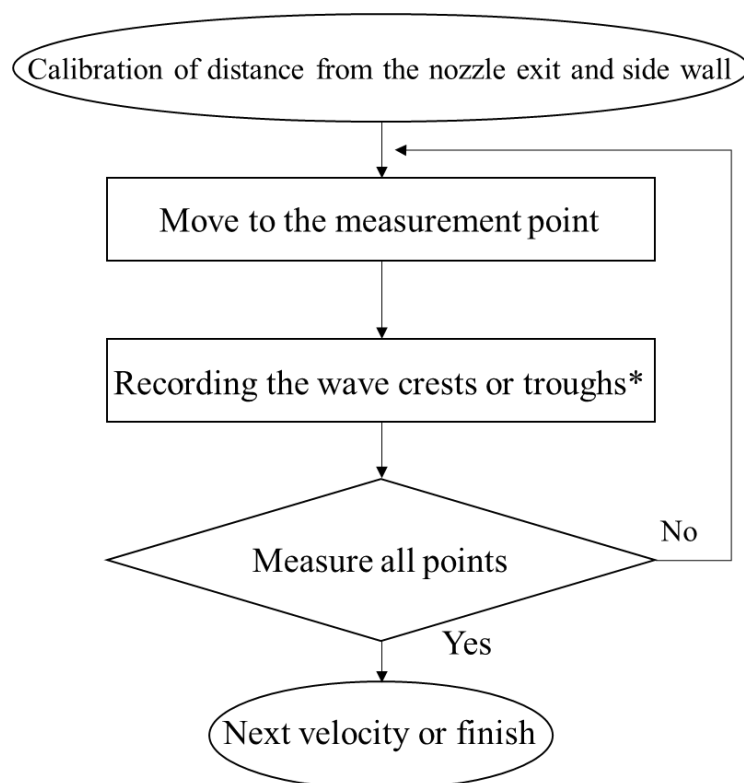 Calibration of distance from the nozzle exit and side wall
Move to the measurement point
Recording the wave crests or troughs*
Measure all points
No
Yes
Next velocity or finish